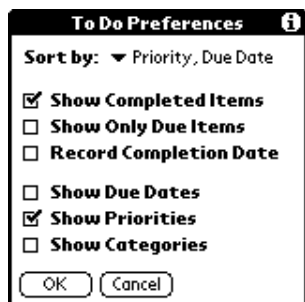 To Do Preferences
Sort by: Priority, Due Date
Show Completed Items
Show Only Due Items
Record Completion Date
Show Due Dates
Show Priorities
Show Categories
OK Cancel